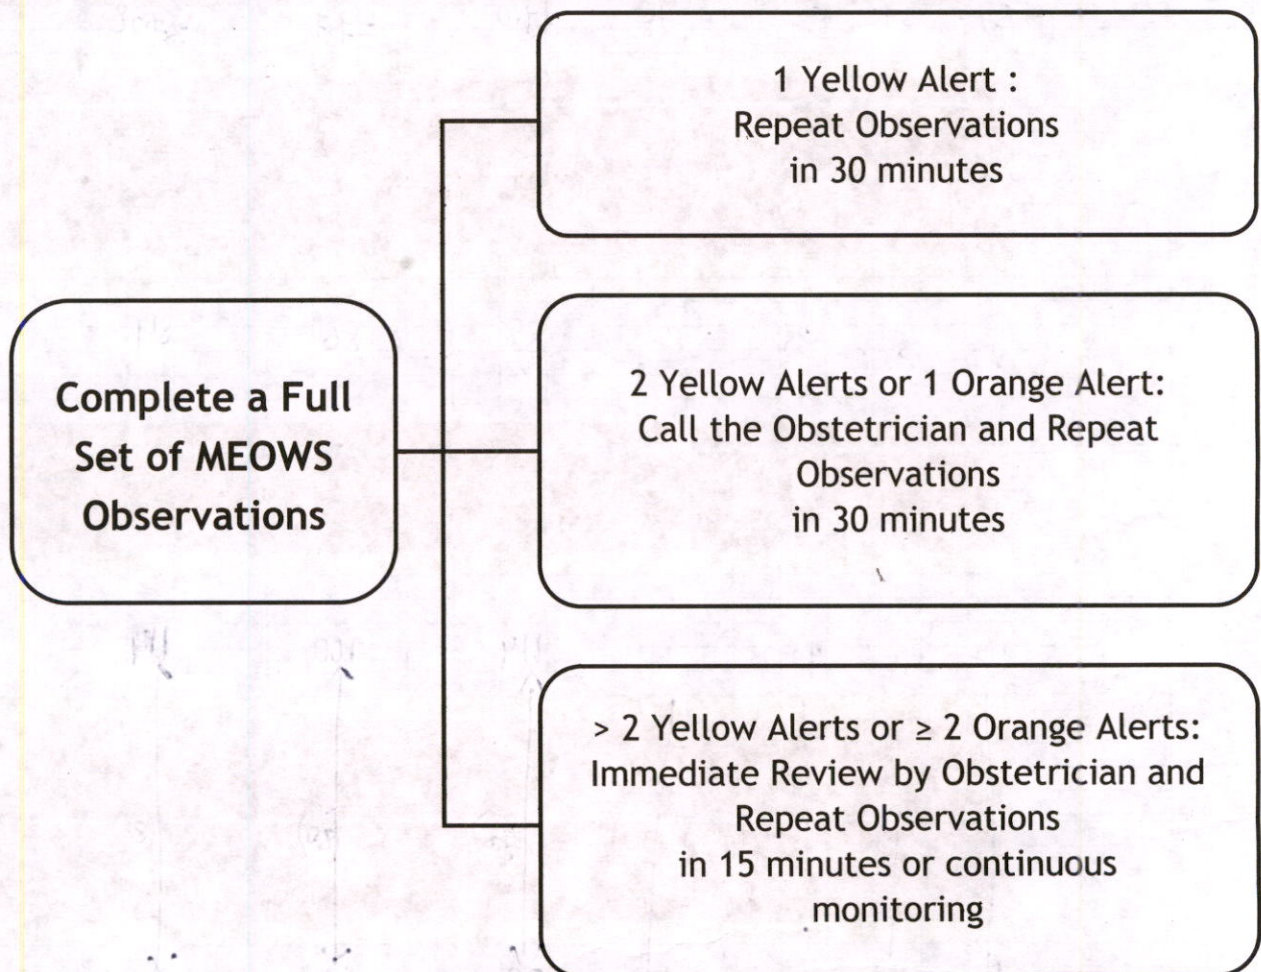 1 Yellow Alert :
Repeat Observations
in 30 minutes
Complete a Full
Set of MEOWS
Observations
2 Yellow Alerts or 1 Orange Alert:
Call the Obstetrician and Repeat
Observations
in 30 minutes
> 2 Yellow Alerts or ≥ 2 Orange Alerts:
Immediate Review by Obstetrician and
Repeat Observations
in 15 minutes or continuous
monitoring